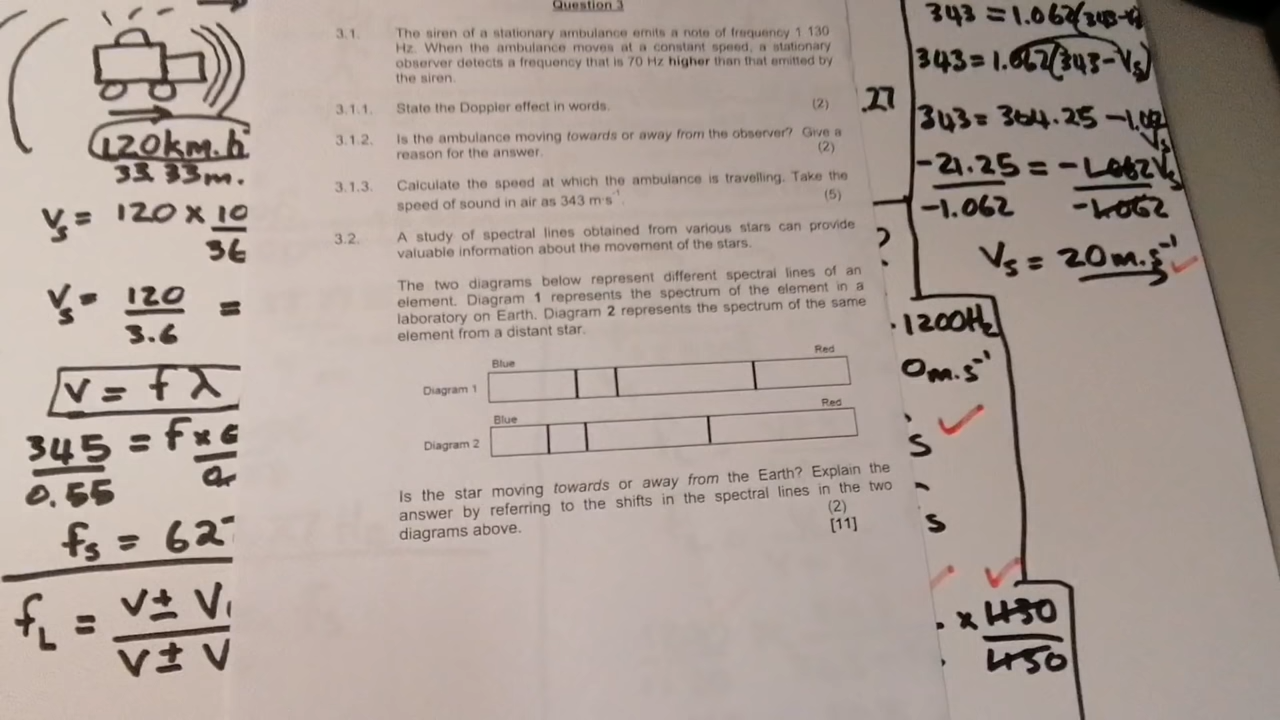 120km.h
33.33m.
Vs = 120 × 10
36
Vs = 120 =
3.6
V = f λ
345 = f ×
0.55
fs = 627
fL = V ± V
V ± V
Question 3
3.1. The siren of a stationary ambulance emits a note of frequency 1 130
Hz. When the ambulance moves at a constant speed, a stationary
observer detects a frequency that is 70 Hz higher than that emitted by
the siren.
3.1.1. State the Doppler effect in words. (2)
3.1.2. Is the ambulance moving towards or away from the observer? Give a
reason for the answer. (2)
3.1.3. Calculate the speed at which the ambulance is travelling. Take the
speed of sound in air as 343 m·s⁻¹. (5)
3.2. A study of spectral lines obtained from various stars can provide
valuable information about the movement of the stars.
The two diagrams below represent different spectral lines of an
element. Diagram 1 represents the spectrum of the element in a
laboratory on Earth. Diagram 2 represents the spectrum of the same
element from a distant star.
Blue Red
Diagram 1
Blue Red
Diagram 2
Is the star moving towards or away from the Earth? Explain the
answer by referring to the shifts in the spectral lines in the two
diagrams above. (2)
[11]
.27
?
343 = 1.062(343-V
343 = 1.062(343-Vs)
343 = 364.25 - 1.062
Vs
-21.25 = -1.062Vs
-1.062 -1.062
Vs = 20m.s⁻¹
.1200Hz
0m.s⁻¹
s
s
× 450
450